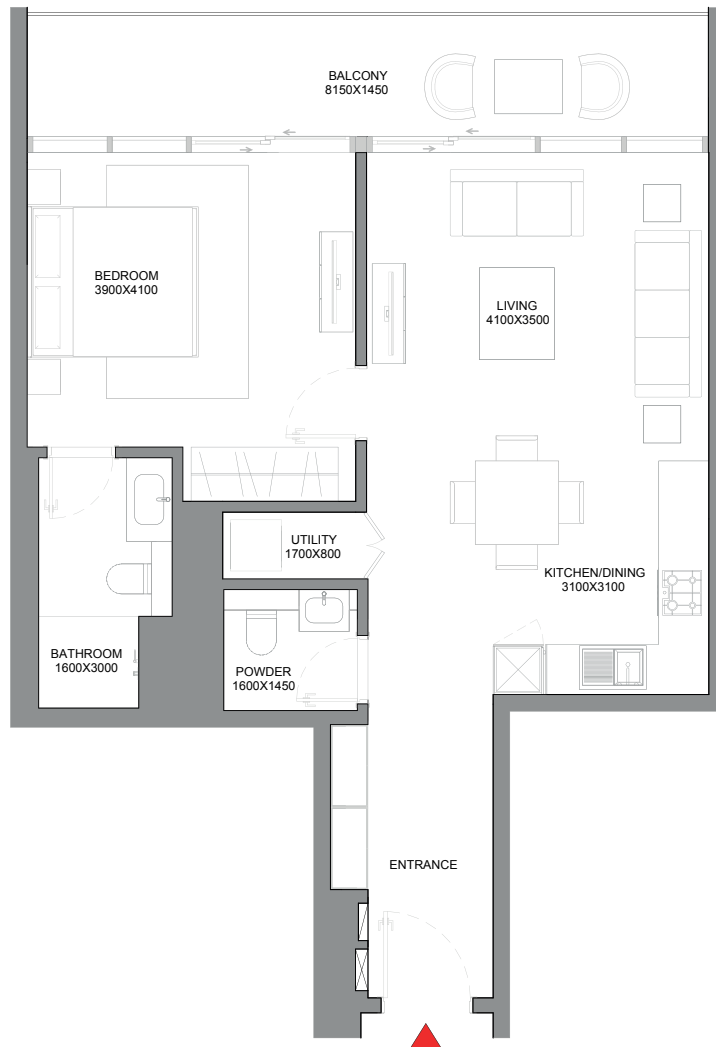 BALCONY
8150X1450
BEDROOM
3900X4100
LIVING
4100X3500
UTILITY
1700X800
KITCHEN/DINING
3100X3100
BATHROOM
1600X3000
POWDER
1600X1450
ENTRANCE